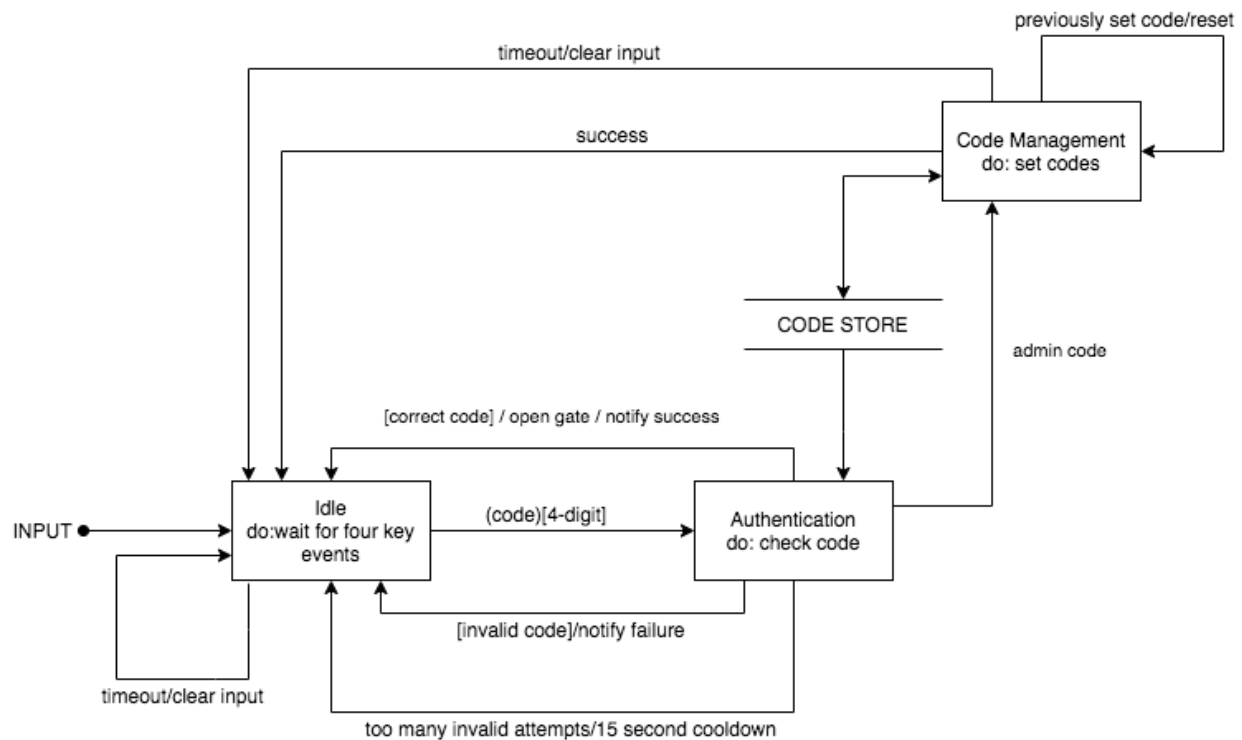 previously set code/reset
timeout/clear input
success
Code Management
do: set codes
CODE STORE
admin code
[correct code] / open gate / notify success
INPUT
Idle
do:wait for four key
events
(code)[4-digit]
Authentication
do: check code
[invalid code]/notify failure
timeout/clear input
too many invalid attempts/15 second cooldown